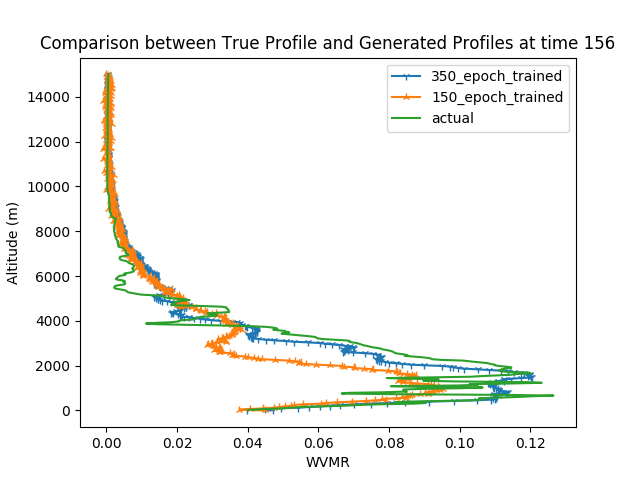 Comparison between True Profile and Generated Profiles at time 156
350_epoch_trained
150_epoch_trained
actual
14000
12000
10000
8000
6000
4000
2000
0
Altitude (m)
0.00 0.02 0.04 0.06 0.08 0.10 0.12
WVMR